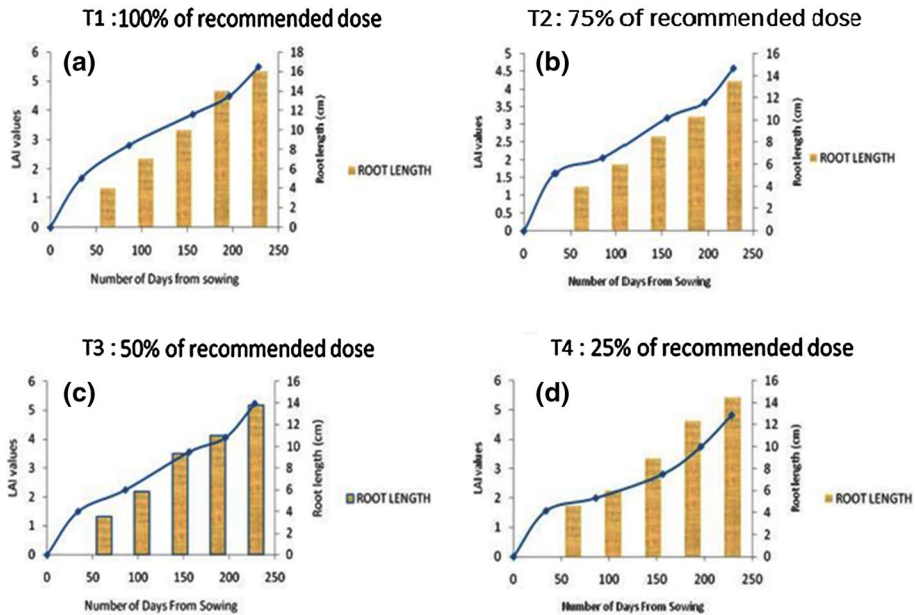 T1 : 100% of recommended dose
(a)
LAI values
6
5
4
3
2
1
0
18
16
14
12
10
8
6
4
2
0
Root length (cm)
ROOT LENGTH
0 50 100 150 200 250
Number of Days from sowing
T2: 75% of recommended dose
(b)
LAI values
5
4.5
4
3.5
3
2.5
2
1.5
1
0.5
0
16
14
12
10
8
6
4
2
0
Root length (cm)
ROOT LENGTH
0 50 100 150 200 250
Number of Days From Sowing
T3 : 50% of recommended dose
(c)
LAI values
6
5
4
3
2
1
0
16
14
12
10
8
6
4
2
0
Root length (cm)
ROOT LENGTH
0 50 100 150 200 250
Number of Days From Sowing
T4 : 25% of recommended dose
(d)
LAI values
6
5
4
3
2
1
0
16
14
12
10
8
6
4
2
0
Root length (cm)
ROOT LENGTH
0 50 100 150 200 250
Number of Days From Sowing